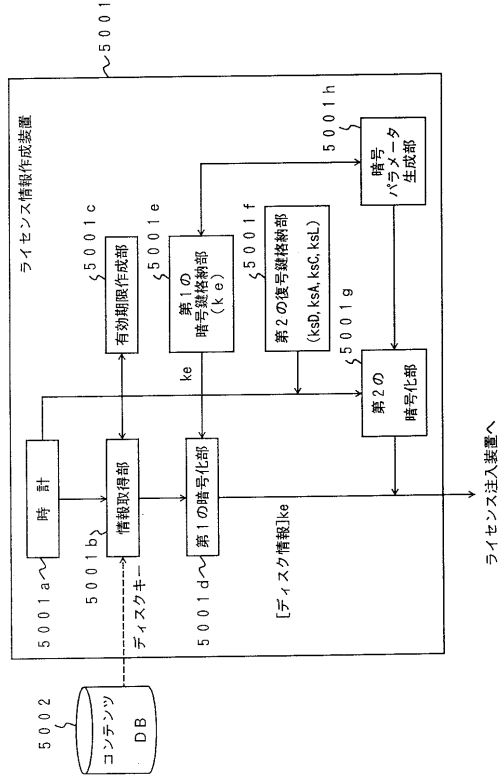 5001
ライセンス情報作成装置
5001a
時計
5001b
情報取得部
5001c
有効期限作成部
5002
コンテンツ
DB
ディスクキー
5001d
第1の暗号化部
ke
5001e
第1の
暗号鍵格納部
(ke)
5001f
第2の復号鍵格納部
(ksD, ksA, ksC, ksL)
5001g
第2の
暗号化部
5001h
暗号
パラメータ
生成部
[ディスク情報]ke
ライセンス注入装置へ